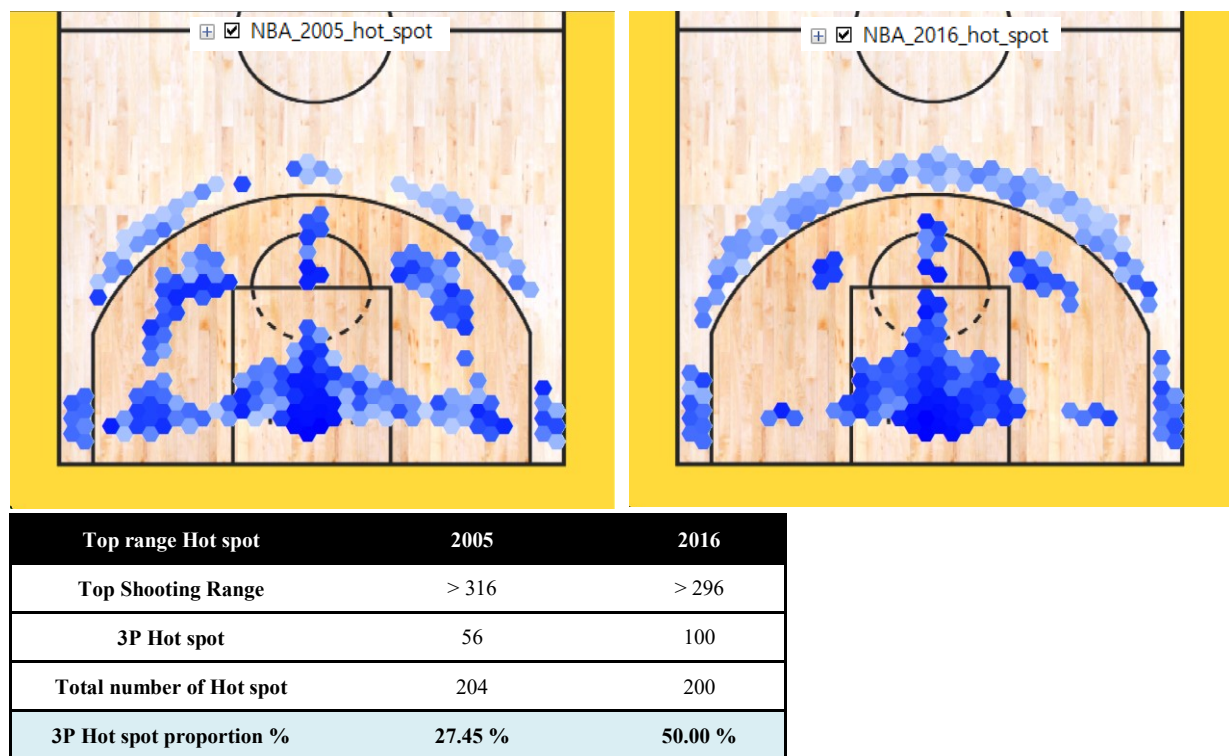 NBA_2005_hot_spot
NBA_2016_hot_spot
Top range Hot spot 2005 2016
Top Shooting Range > 316 > 296
3P Hot spot 56 100
Total number of Hot spot 204 200
3P Hot spot proportion % 27.45 % 50.00 %